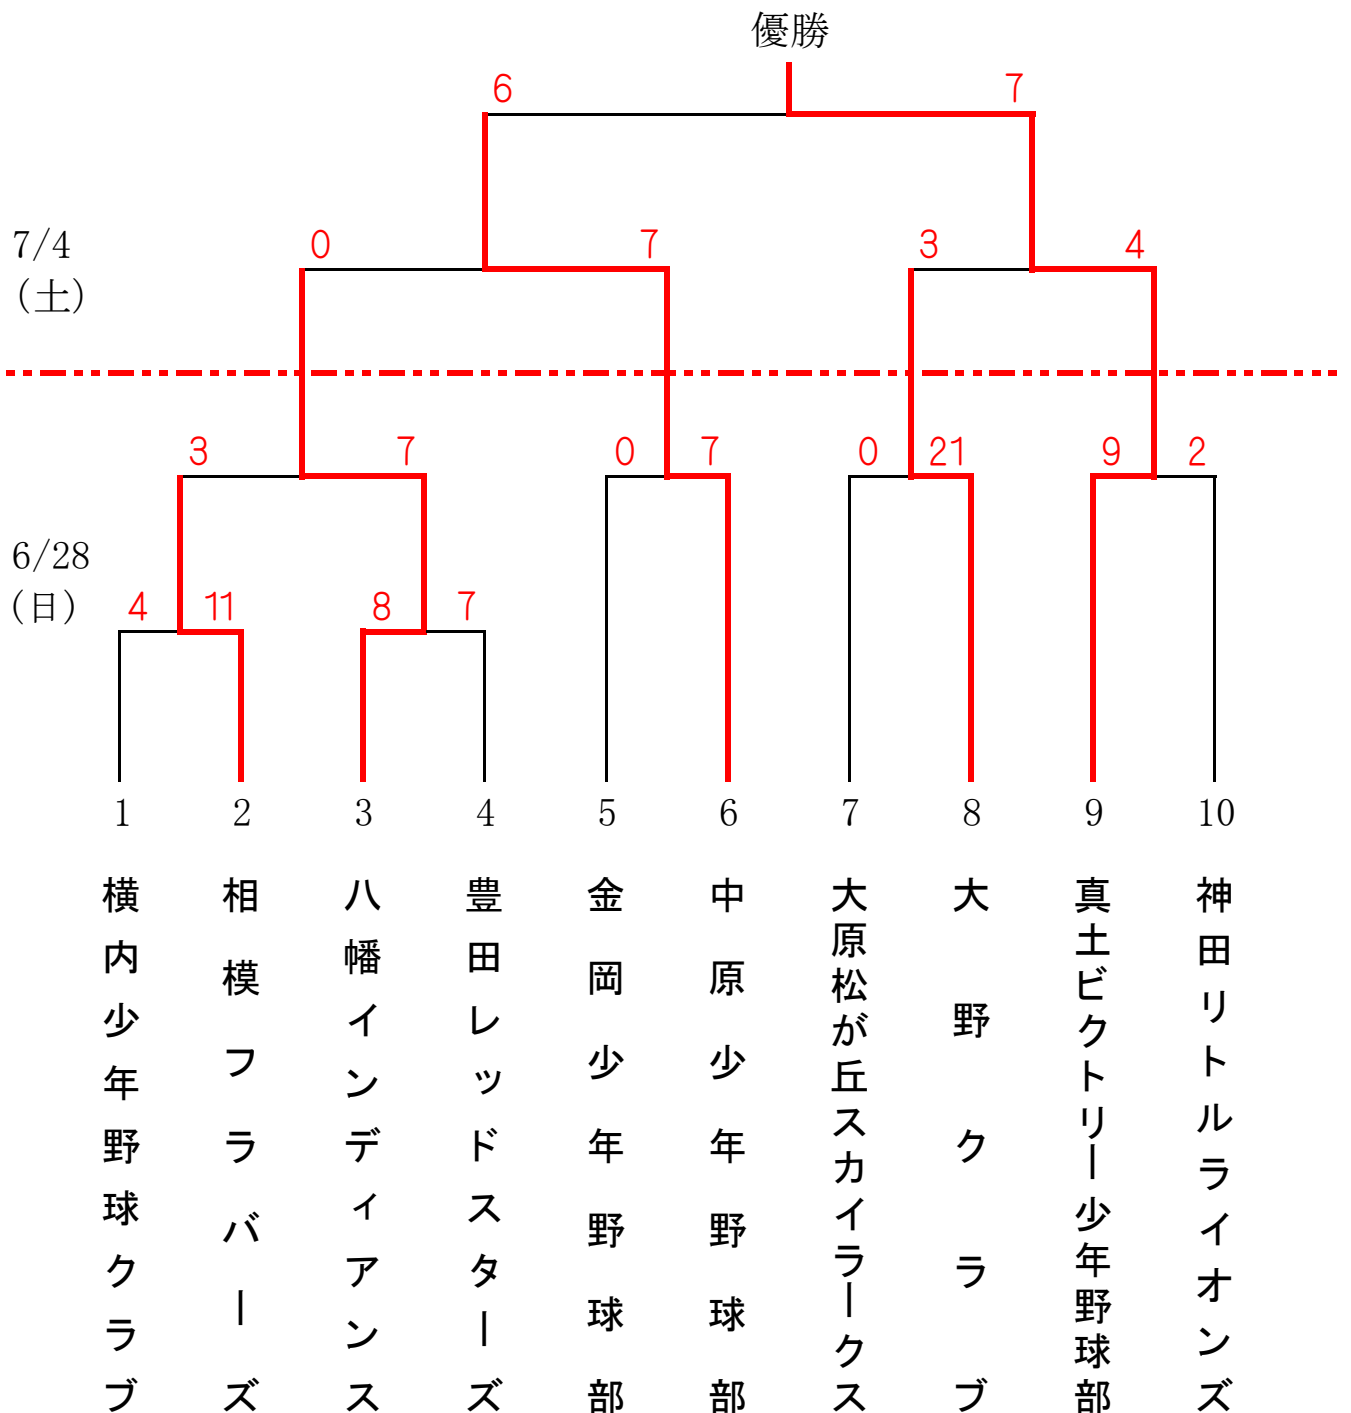 優勝
6 7
7/4
(土)
0 7 3 4
3 7 0 7 0 21 9 2
6/28
(日)
4 11 8 7
1 2 3 4 5 6 7 8 9 10
横内少年野球クラブ
相模フラバーズ
八幡インディアンス
豊田レッドスターズ
金岡少年野球部
中原少年野球部
大原松が丘スカイラークス
大野クラブ
真土ビクトリー少年野球部
神田リトルライオンズ